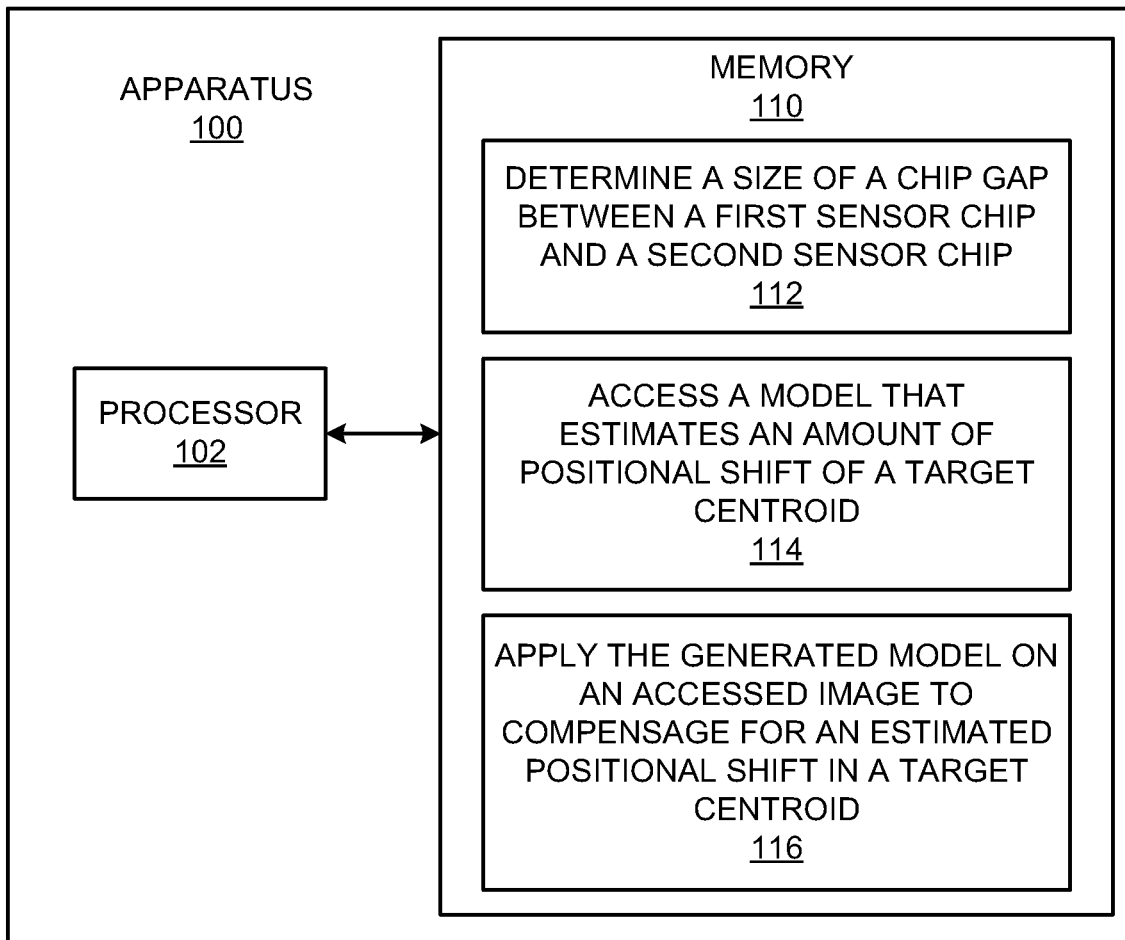 APPARATUS
100
PROCESSOR
102
MEMORY
110
DETERMINE A SIZE OF A CHIP GAP
BETWEEN A FIRST SENSOR CHIP
AND A SECOND SENSOR CHIP
112
ACCESS A MODEL THAT
ESTIMATES AN AMOUNT OF
POSITIONAL SHIFT OF A TARGET
CENTROID
114
APPLY THE GENERATED MODEL ON
AN ACCESSED IMAGE TO
COMPENSAGE FOR AN ESTIMATED
POSITIONAL SHIFT IN A TARGET
CENTROID
116